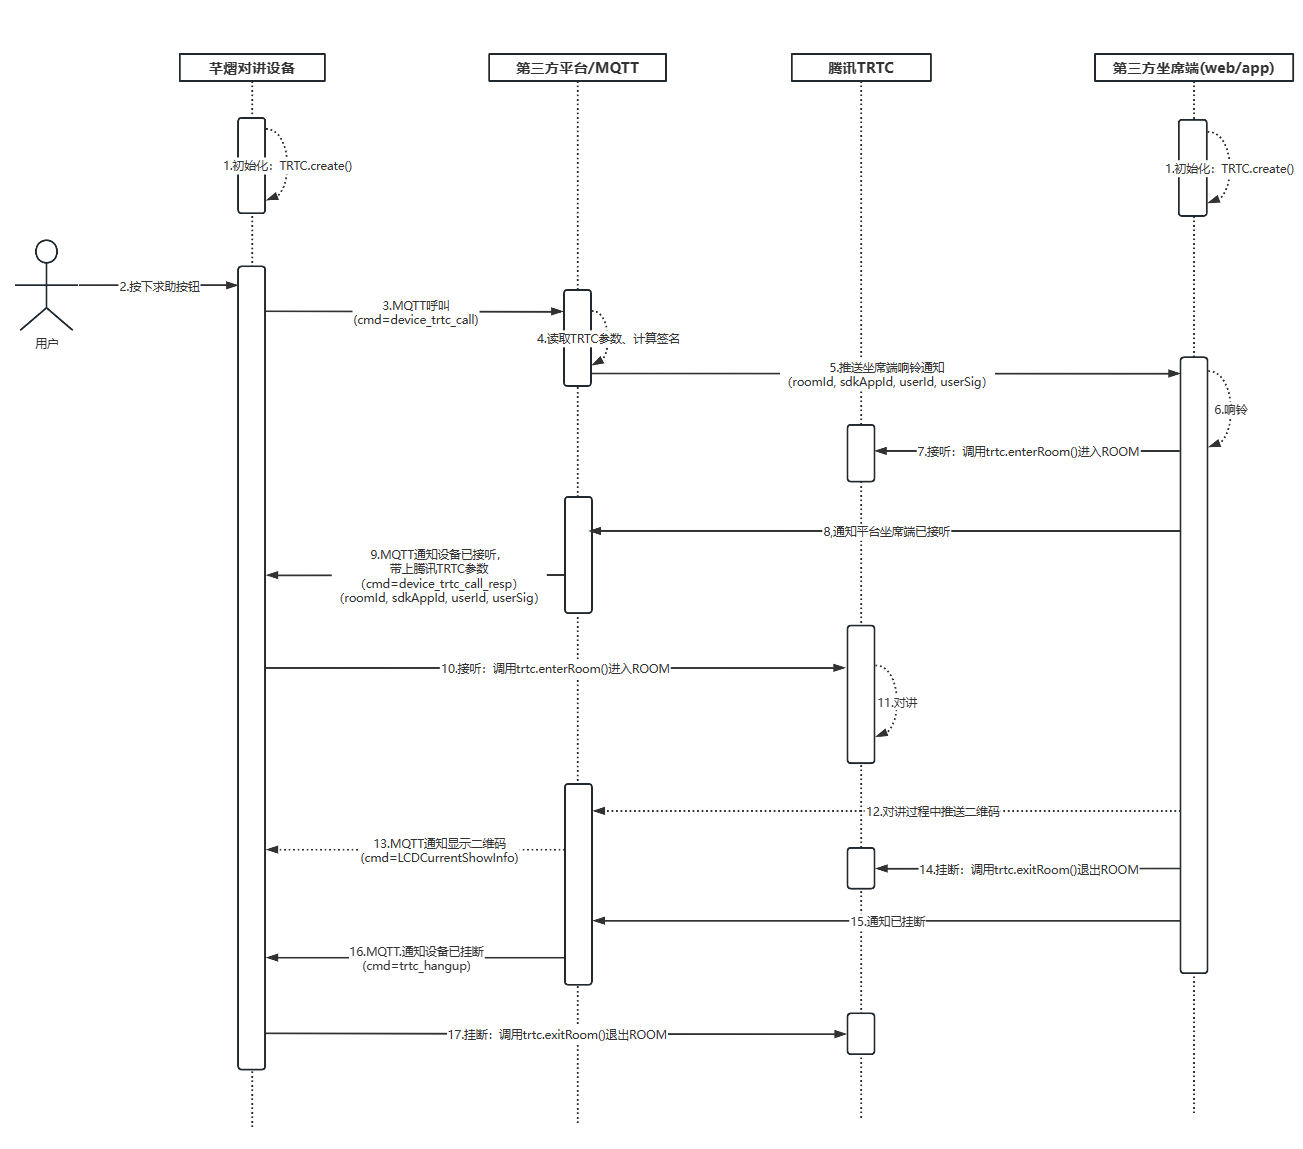 芊熠对讲设备
第三方平台/MQTT
腾讯TRTC
第三方坐席端(web/app)
1.初始化：TRTC.create()
1.初始化：TRTC.create()
用户
2.按下求助按钮
3.MQTT呼叫
(cmd=device_trtc_call)
4.读取TRTC参数、计算签名
5.推送坐席端响铃通知
(roomId, sdkAppId, userId, userSig)
6.响铃
7.接听：调用trtc.enterRoom()进入ROOM
8,通知平台坐席端已接听
9.MQTT通知设备已接听,
带上腾讯TRTC参数
(cmd=device_trtc_call_resp)
(roomId, sdkAppId, userId, userSig)
10.接听：调用trtc.enterRoom()进入ROOM
11.对讲
12.对讲过程中推送二维码
13.MQTT通知显示二维码
(cmd=LCDCurrentShowInfo)
14.挂断：调用trtc.exitRoom()退出ROOM
15.通知已挂断
16.MQTT.通知设备已挂断
(cmd=trtc_hangup)
17.挂断：调用trtc.exitRoom()退出ROOM